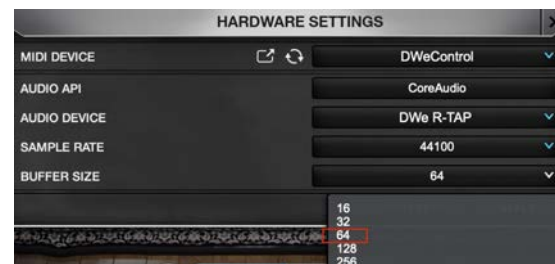 HARDWARE SETTINGS
MIDI DEVICE DWeControl
AUDIO API CoreAudio
AUDIO DEVICE DWe R-TAP
SAMPLE RATE 44100
BUFFER SIZE 64
16
32
64
128
256